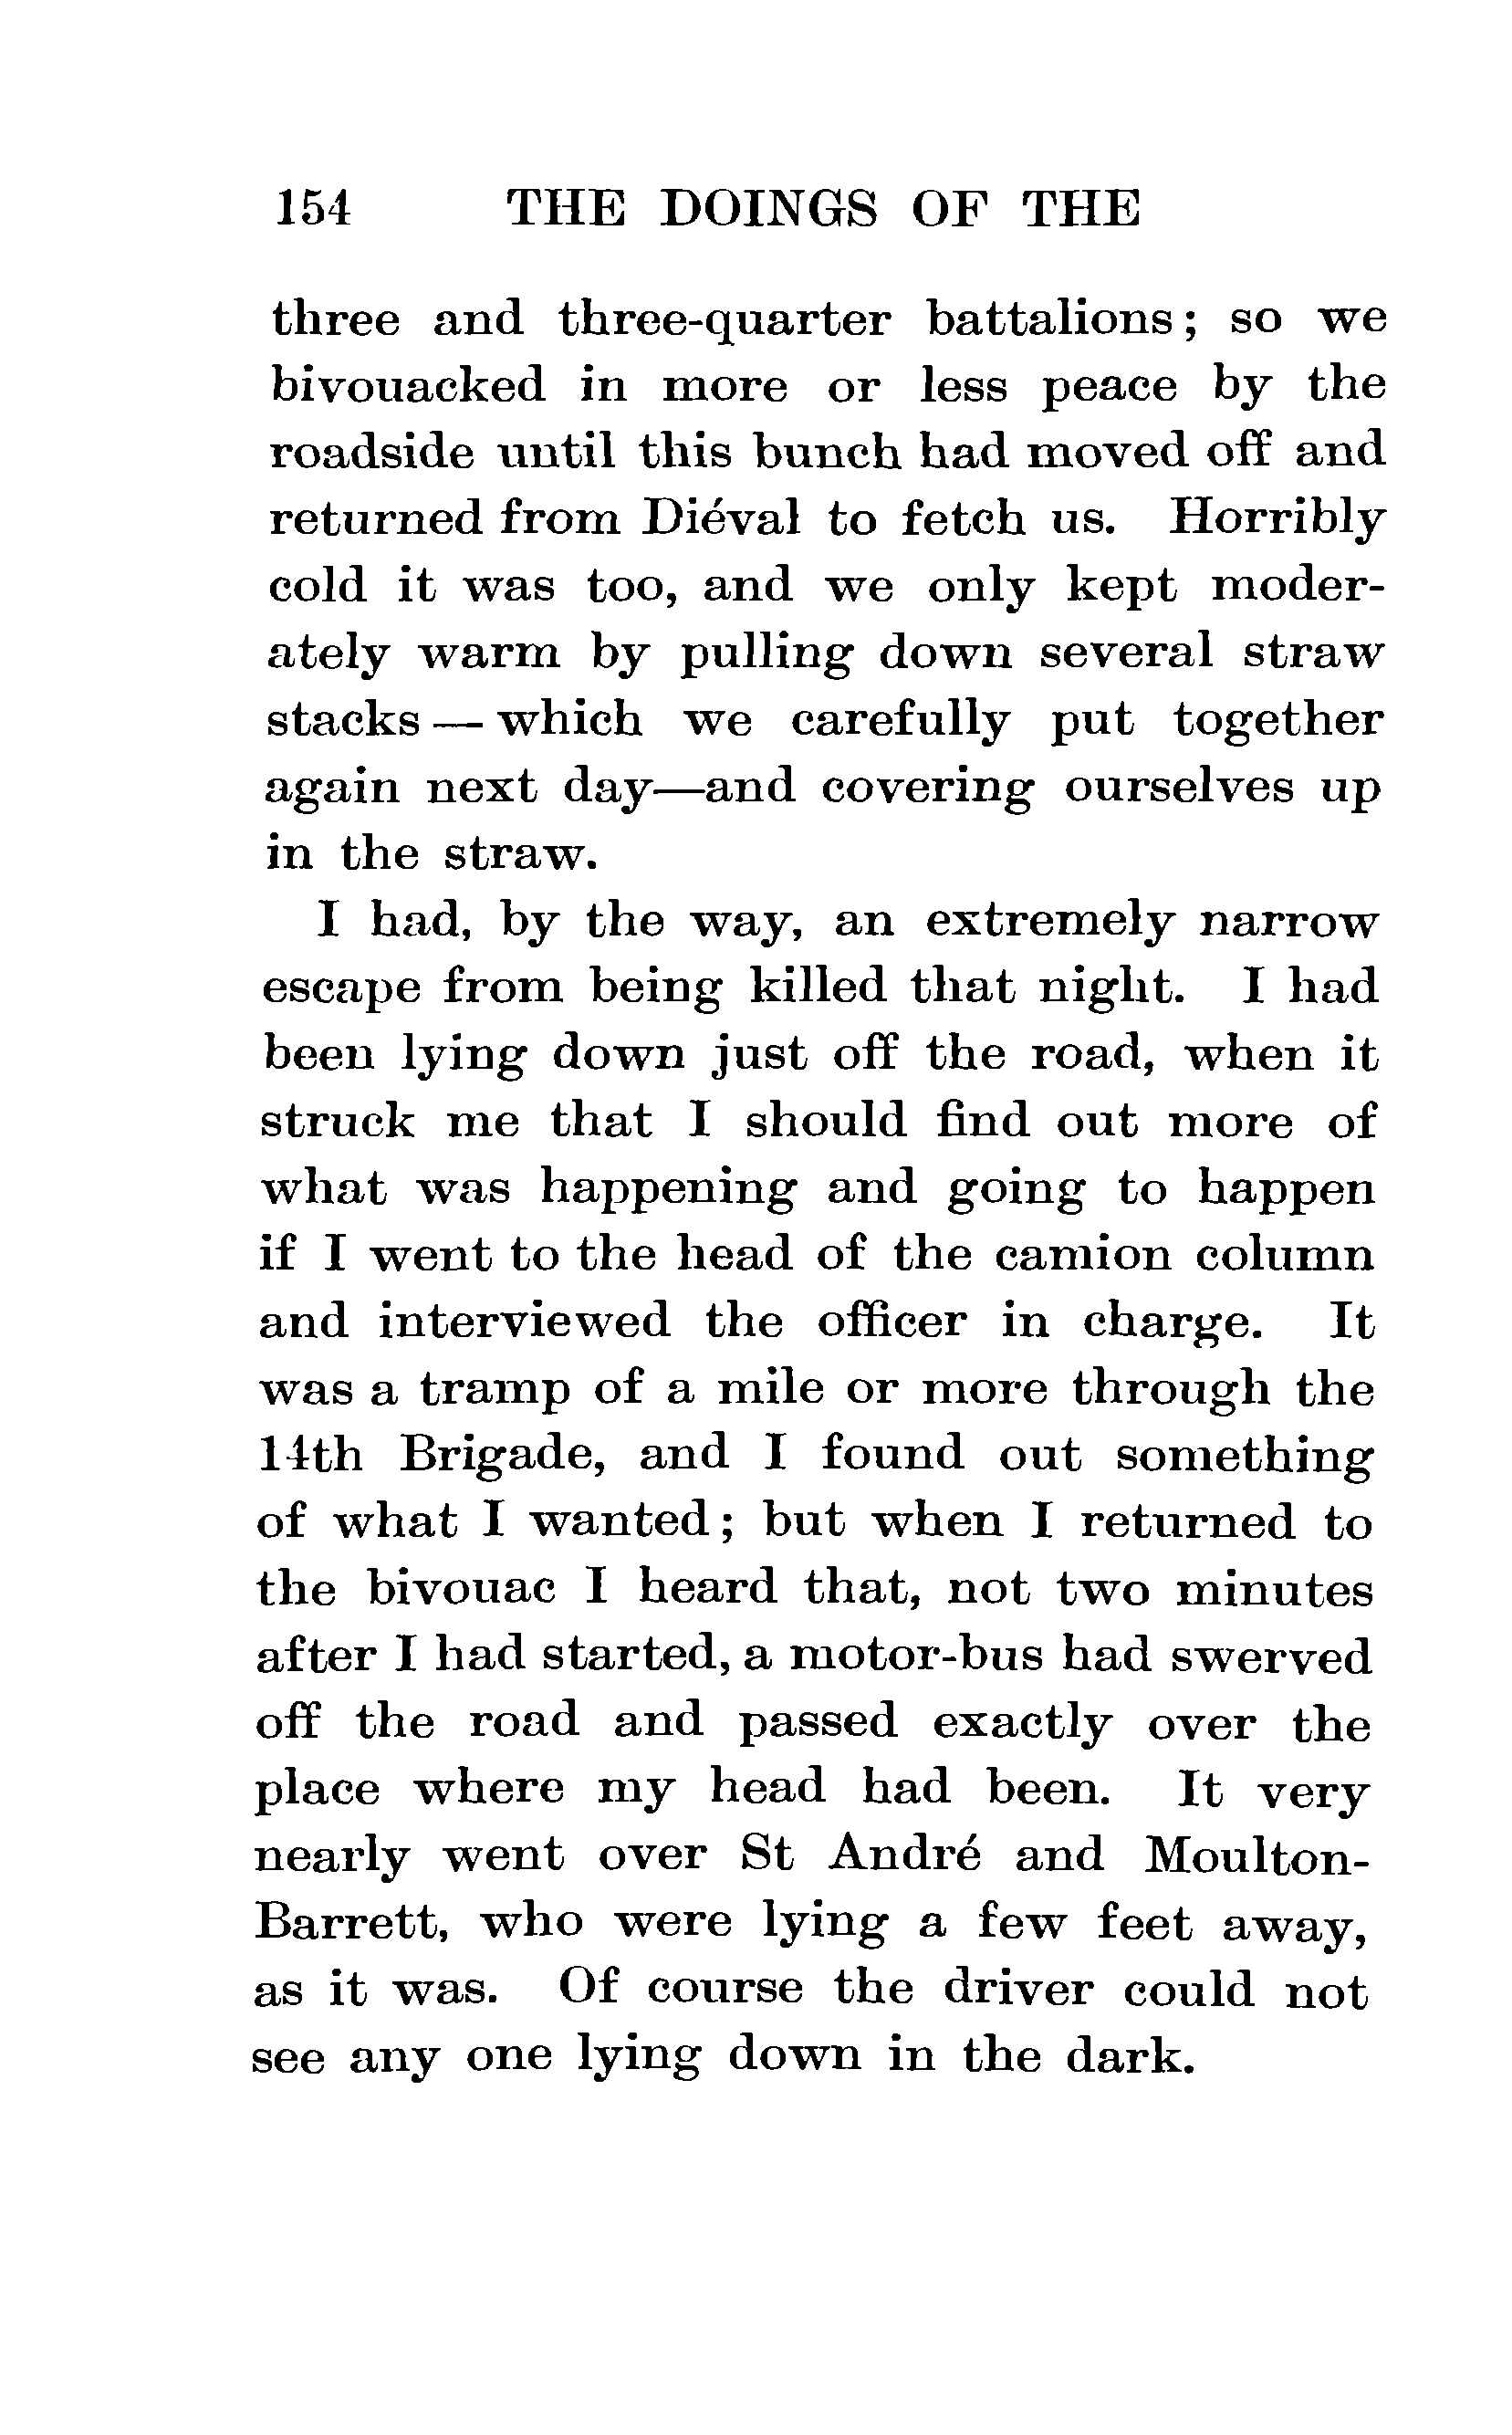 154 THE DOINGS OF THE
three and three-quarter battalions; so we
bivouacked in more or less peace by the
roadside until this bunch had moved off and
returned from Diéval to fetch us. Horribly
cold it was too, and we only kept moder-
ately warm by pulling down several straw
stacks — which we carefully put together
again next day—and covering ourselves up
in the straw.
I had, by the way, an extremely narrow
escape from being killed that night. I had
been lying down just off the road, when it
struck me that I should find out more of
what was happening and going to happen
if I went to the head of the camion column
and interviewed the officer in charge. It
was a tramp of a mile or more through the
14th Brigade, and I found out something
of what I wanted; but when I returned to
the bivouac I heard that, not two minutes
after I had started, a motor-bus had swerved
off the road and passed exactly over the
place where my head had been. It very
nearly went over St André and Moulton-
Barrett, who were lying a few feet away,
as it was. Of course the driver could not
see any one lying down in the dark.